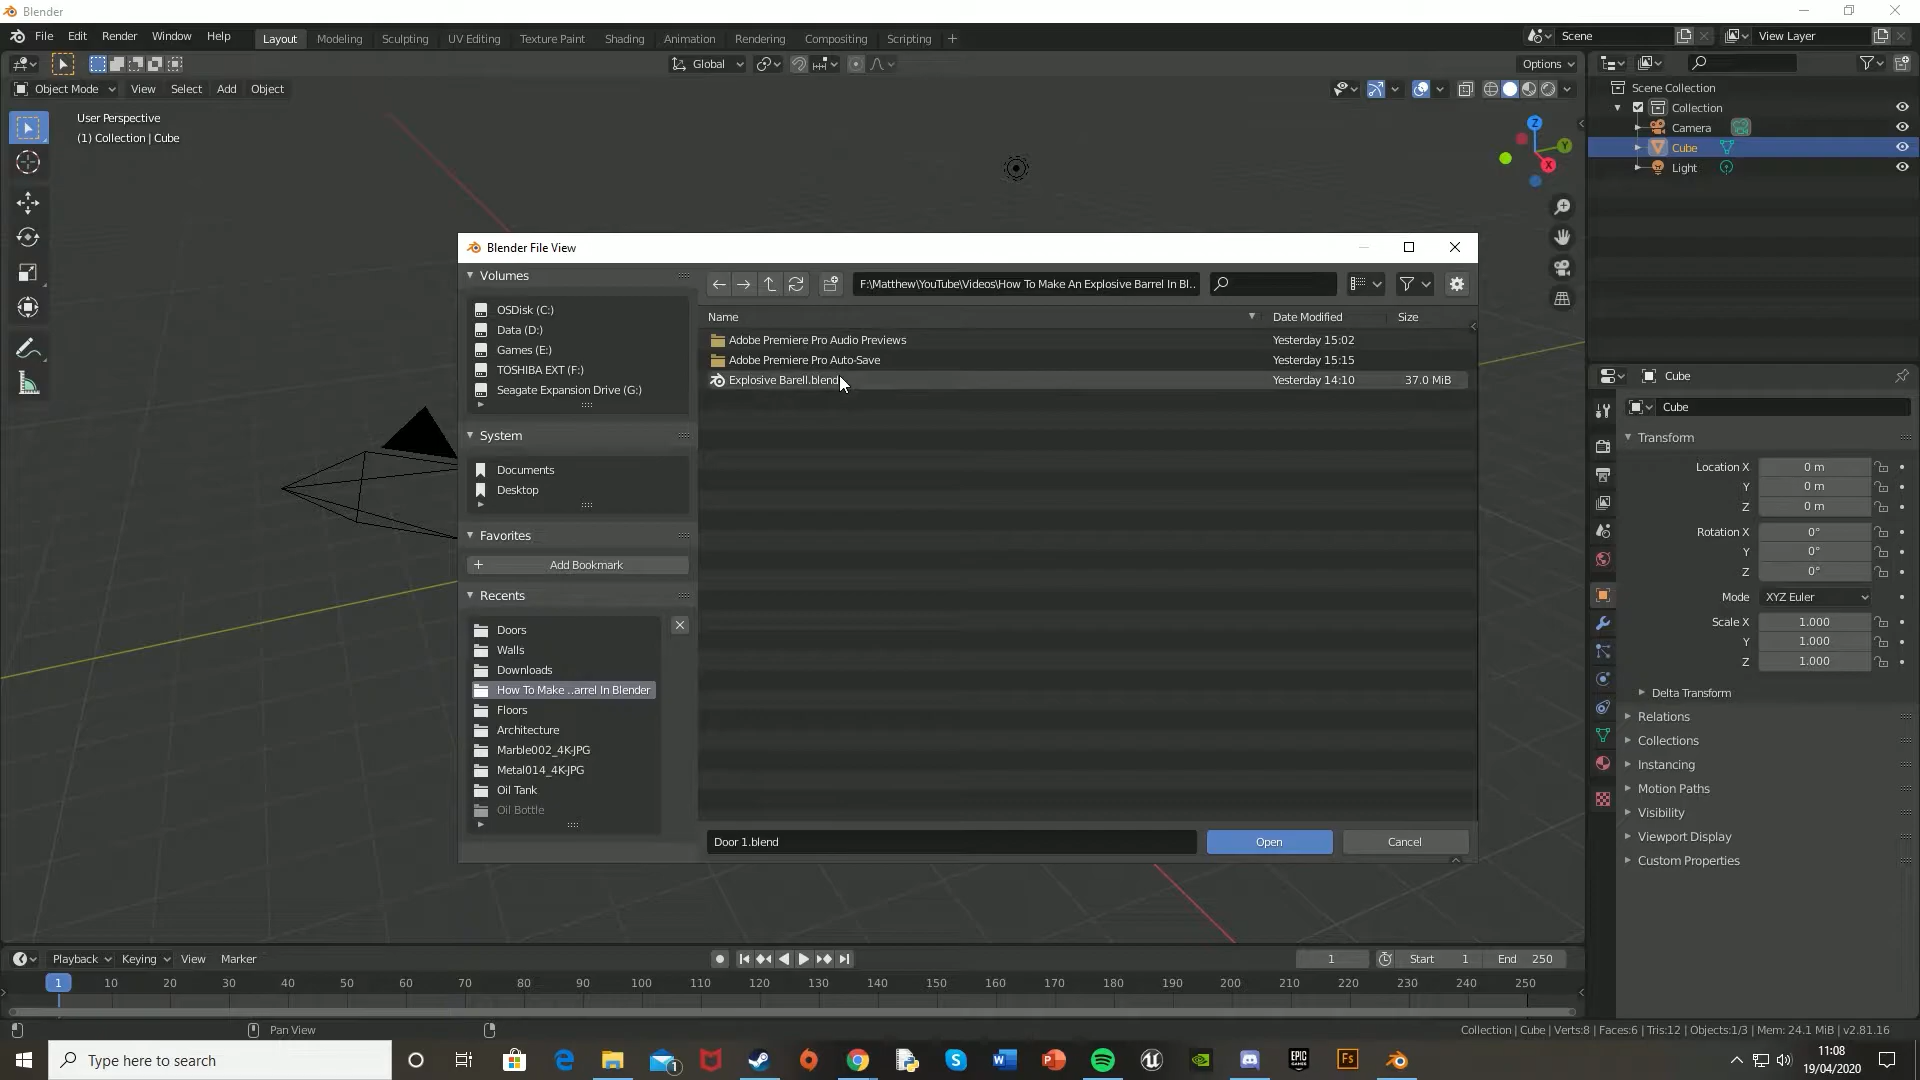 Blender
File Edit Render Window Help
Layout Modeling Sculpting UV Editing Texture Paint Shading Animation Rendering Compositing Scripting +
Scene
View Layer
Global
Options
Object Mode View Select Add Object
User Perspective
(1) Collection | Cube
Z
Y
X
Scene Collection
Collection
Camera
Cube
Light
Blender File View
Volumes
OSDisk (C:)
Data (D:)
Games (E:)
TOSHIBA EXT (F:)
Seagate Expansion Drive (G:)
System
Documents
Desktop
Favorites
Add Bookmark
Recents
Doors
Walls
Downloads
How To Make ..arrel In Blender
Floors
Architecture
Marble002_4K-JPG
Metal014_4K-JPG
Oil Tank
Oil Bottle
F:\Matthew\YouTube\Videos\How To Make An Explosive Barrel In Bl..
Name Date Modified Size
Adobe Premiere Pro Audio Previews Yesterday 15:02
Adobe Premiere Pro Auto-Save Yesterday 15:15
Explosive Barell.blend Yesterday 14:10 37.0 MiB
Door 1.blend
Open
Cancel
Cube
Cube
Transform
Location X 0 m
Y 0 m
Z 0 m
Rotation X 0°
Y 0°
Z 0°
Mode XYZ Euler
Scale X 1.000
Y 1.000
Z 1.000
Delta Transform
Relations
Collections
Instancing
Motion Paths
Visibility
Viewport Display
Custom Properties
Playback Keying View Marker
1 Start 1 End 250
1 10 20 30 40 50 60 70 80 90 100 110 120 130 140 150 160 170 180 190 200 210 220 230 240 250
Pan View
Collection | Cube | Verts:8 | Faces:6 | Tris:12 | Objects:1/3 | Mem: 24.1 MiB | v2.81.16
Type here to search
1
EPIC GAMES
Fs
11:08
19/04/2020